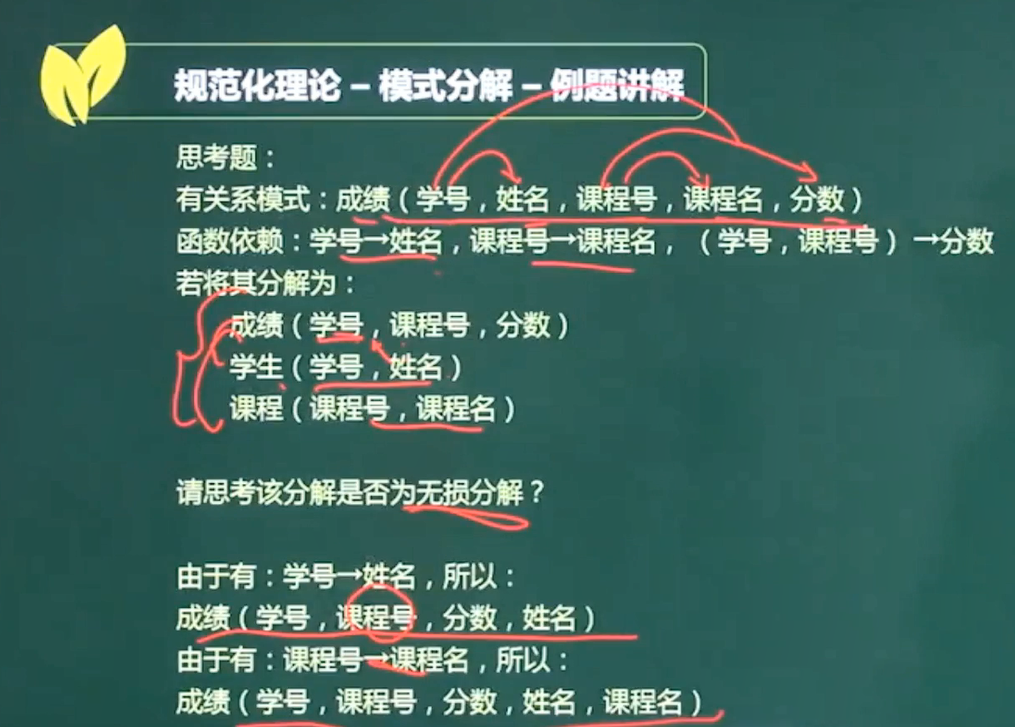 规范化理论 – 模式分解 – 例题讲解
思考题：
有关系模式：成绩（学号，姓名，课程号，课程名，分数）
函数依赖：学号→姓名，课程号→课程名，（学号，课程号）→分数
若将其分解为：
成绩（学号，课程号，分数）
学生（学号，姓名）
课程（课程号，课程名）
请思考该分解是否为无损分解？
由于有：学号→姓名，所以：
成绩（学号，课程号，分数，姓名）
由于有：课程号→课程名，所以：
成绩（学号，课程号，分数，姓名，课程名）